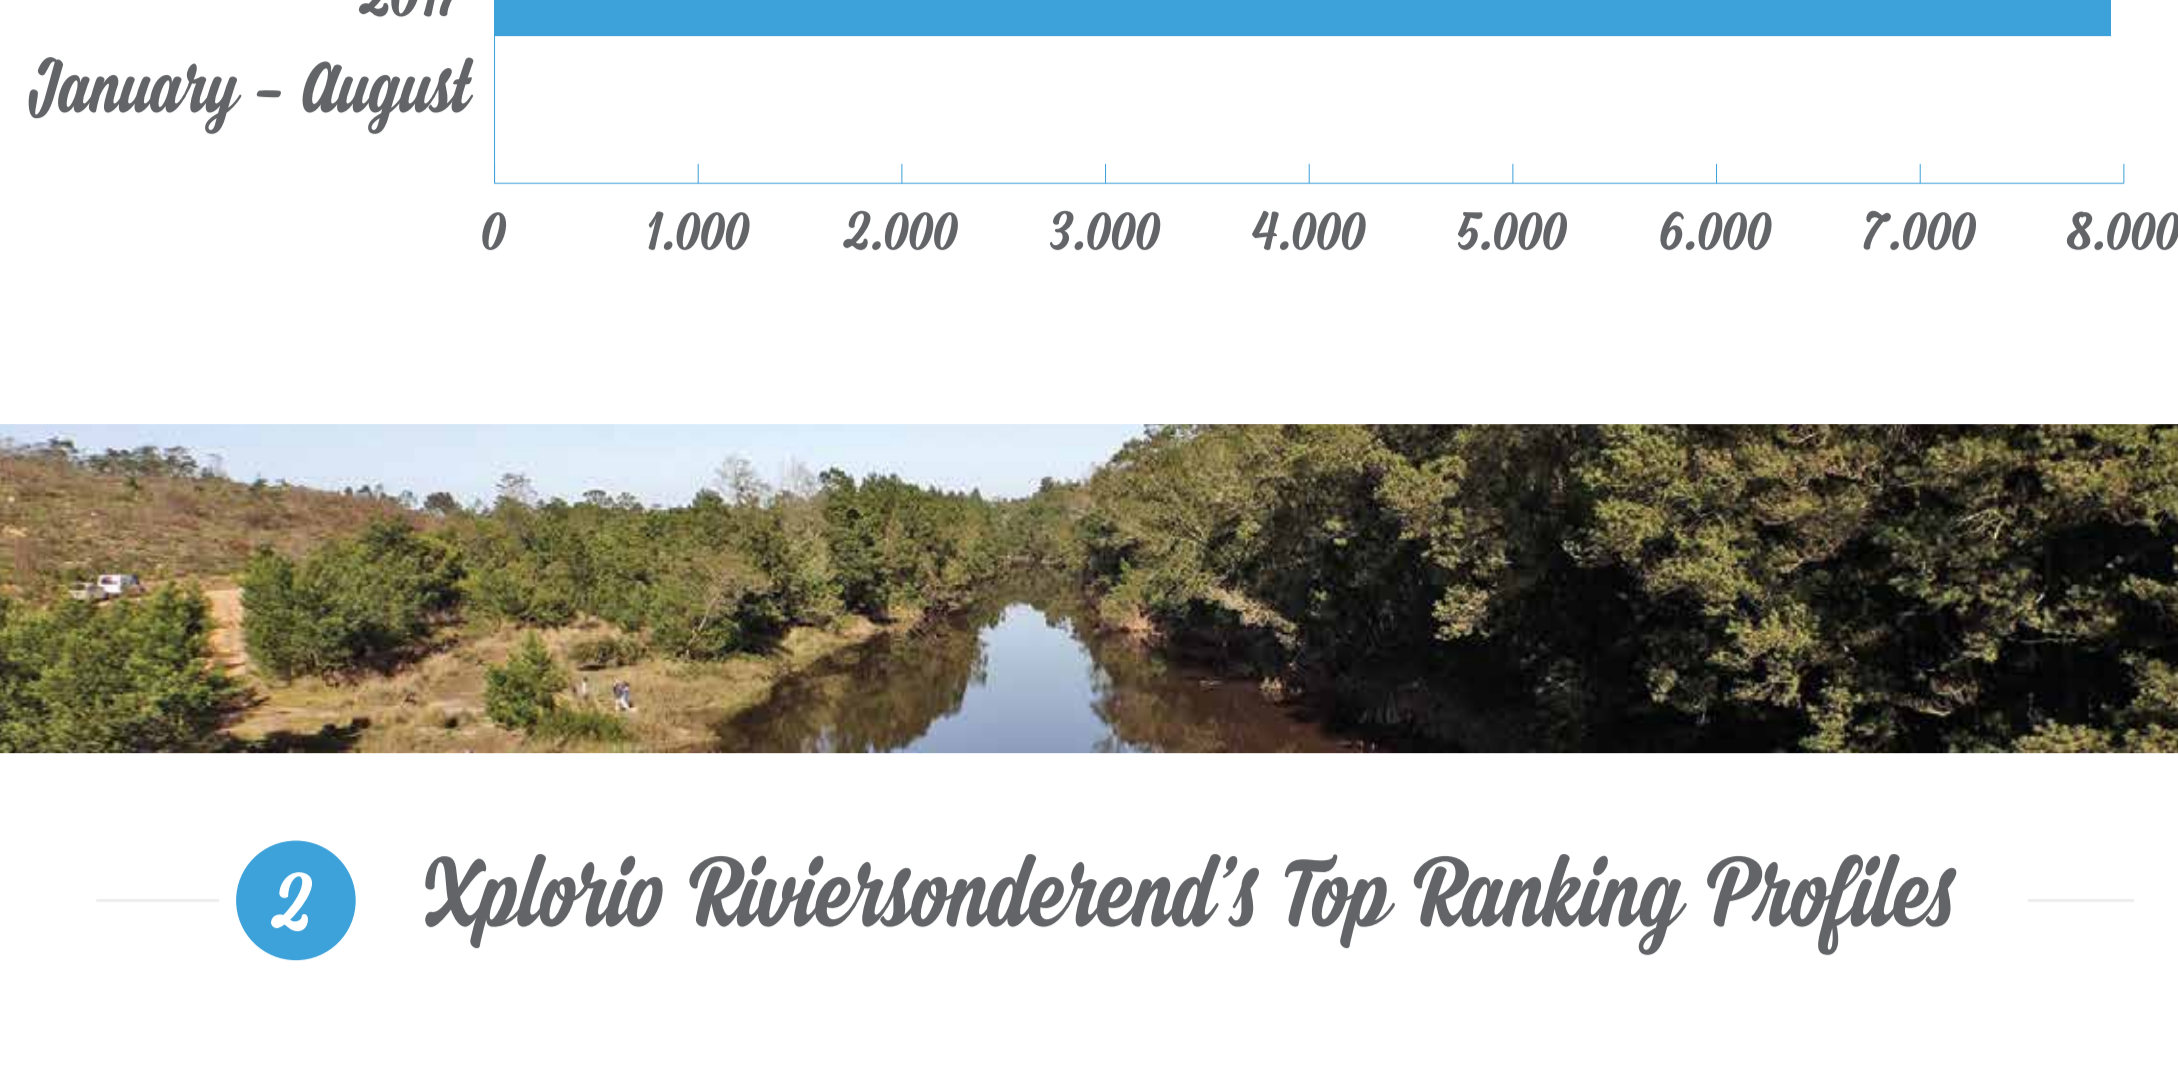 2017
January - August
0 1.000 2.000 3.000 4.000 5.000 6.000 7.000 8.000
2 Xplorio Riviersonderend's Top Ranking Profiles